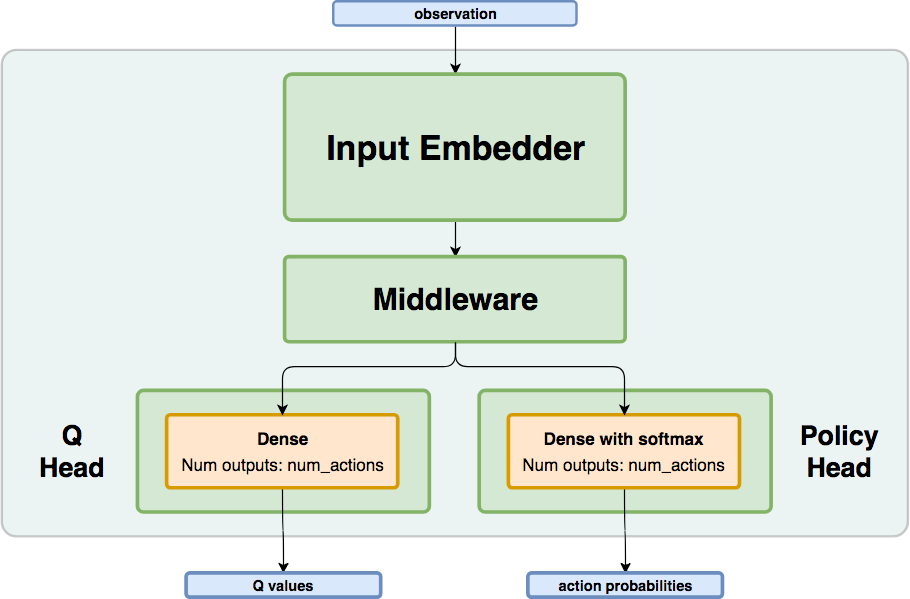 observation
Input Embedder
Middleware
Q
Head
Dense
Num outputs: num_actions
Dense with softmax
Num outputs: num_actions
Policy
Head
Q values
action probabilities